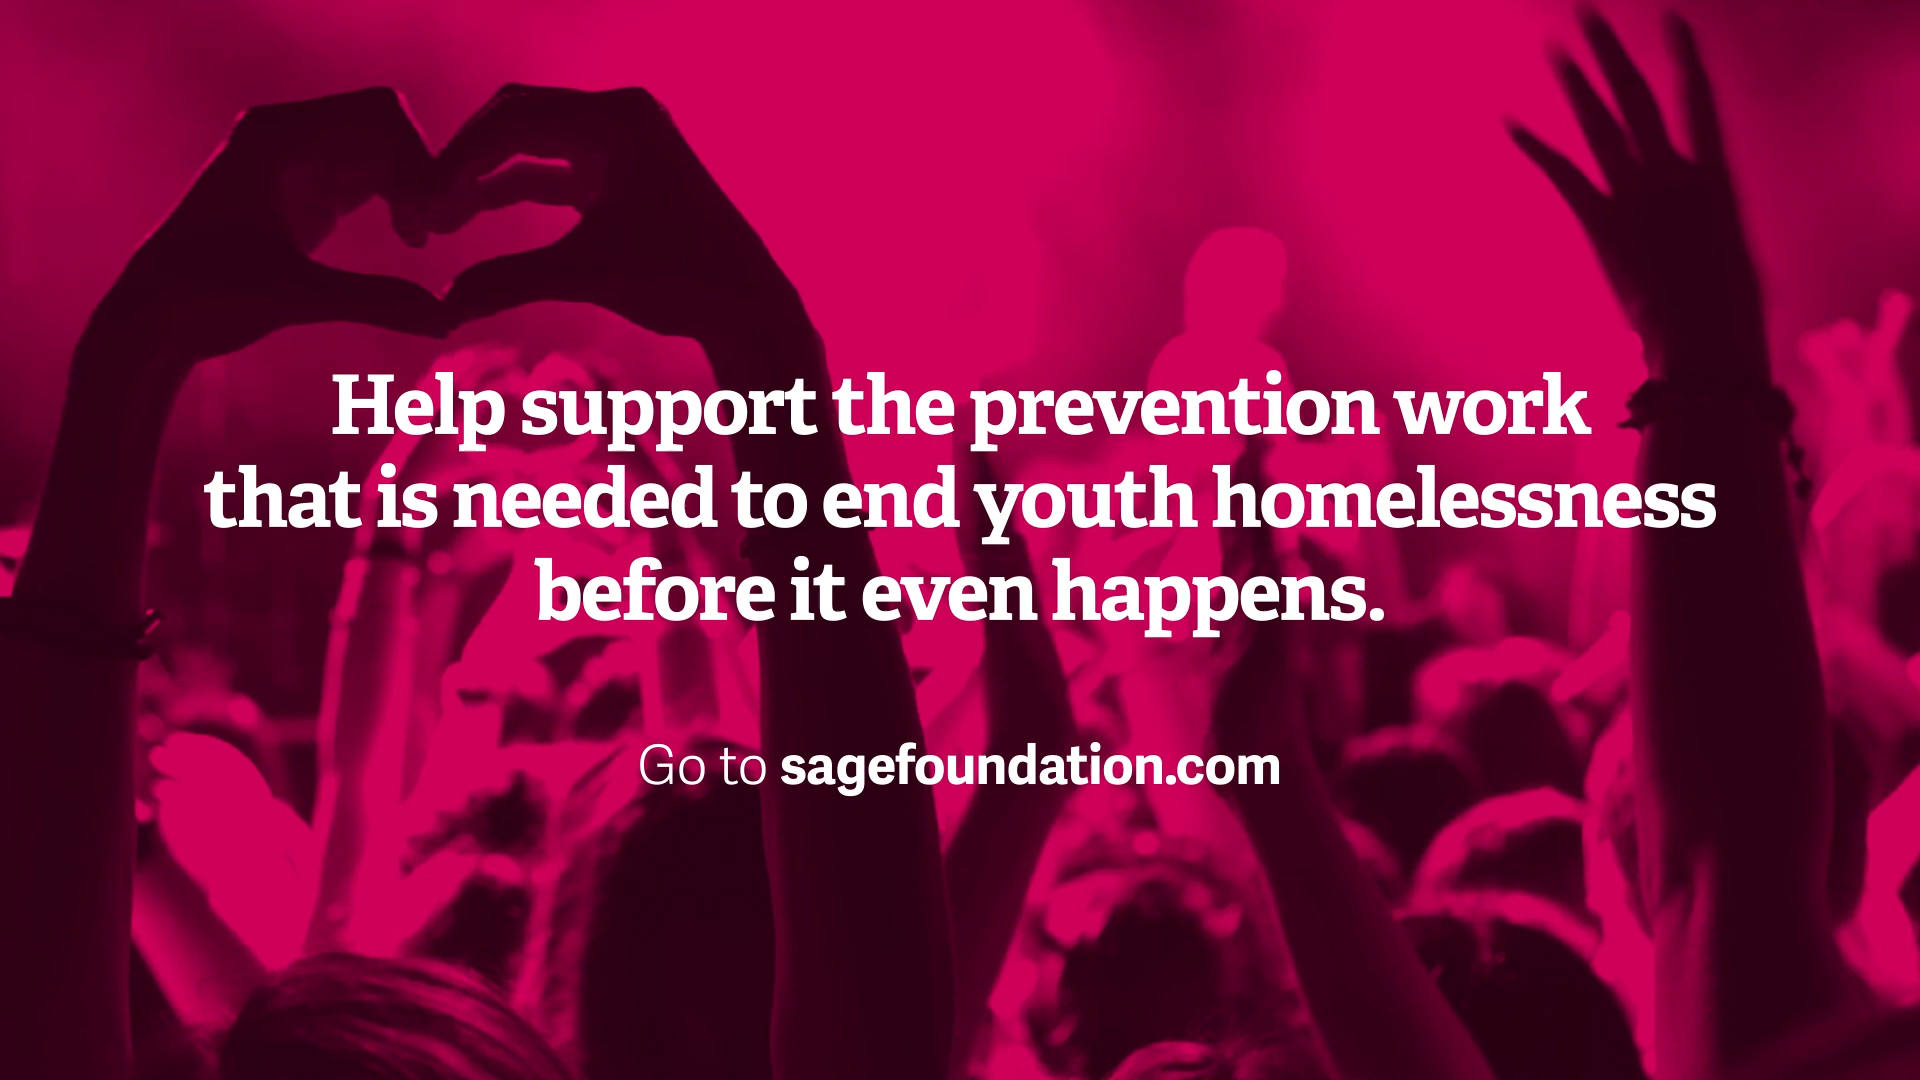 Help support the prevention work
that is needed to end youth homelessness
before it even happens.
Go to sagefoundation.com